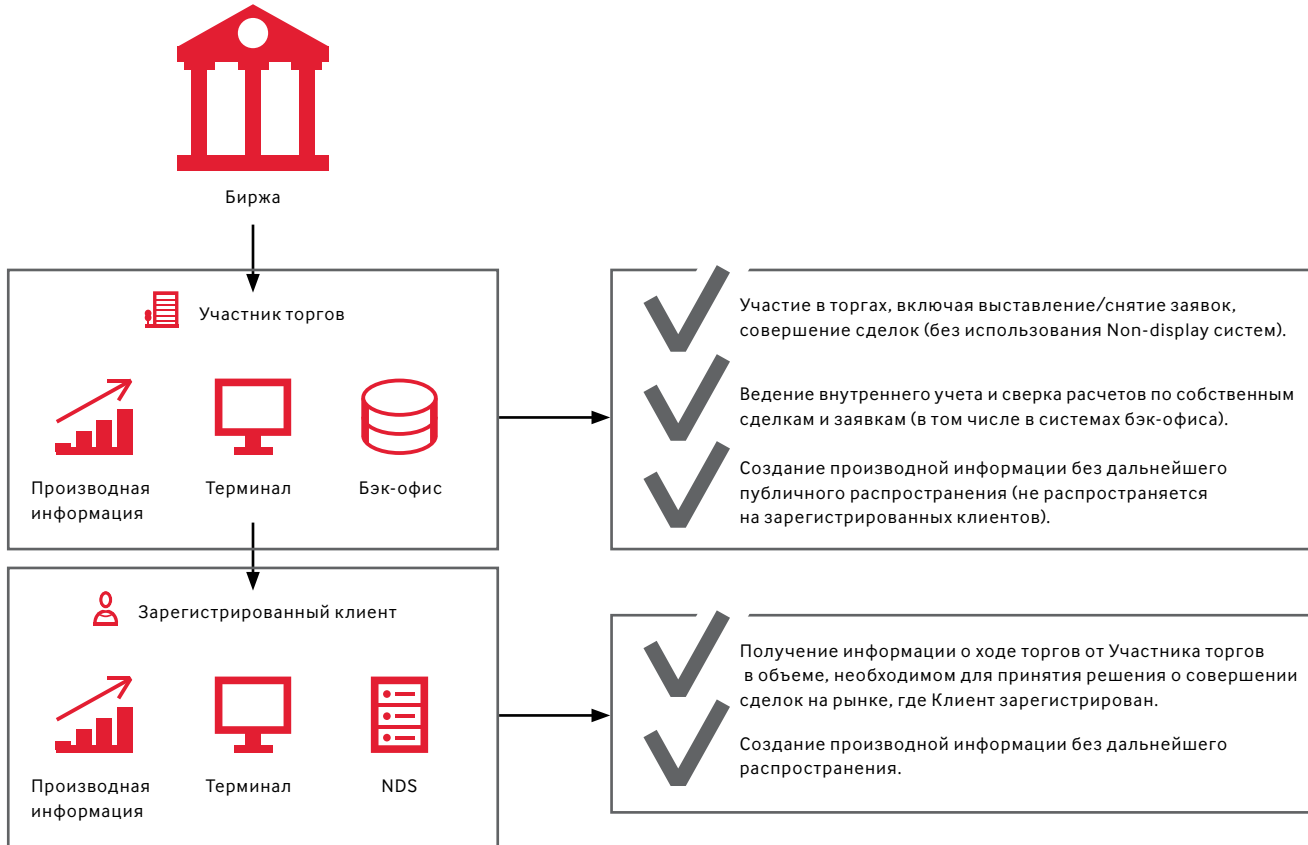 Биржа
Участник торгов
Производная
информация
Терминал
Бэк-офис
Участие в торгах, включая выставление/снятие заявок,
совершение сделок (без использования Non-display систем).
Ведение внутреннего учета и сверка расчетов по собственным
сделкам и заявкам (в том числе в системах бэк-офиса).
Создание производной информации без дальнейшего
публичного распространения (не распространяется
на зарегистрированных клиентов).
Зарегистрированный клиент
Производная
информация
Терминал
NDS
Получение информации о ходе торгов от Участника торгов
в объеме, необходимом для принятия решения о совершении
сделок на рынке, где Клиент зарегистрирован.
Создание производной информации без дальнейшего
распространения.